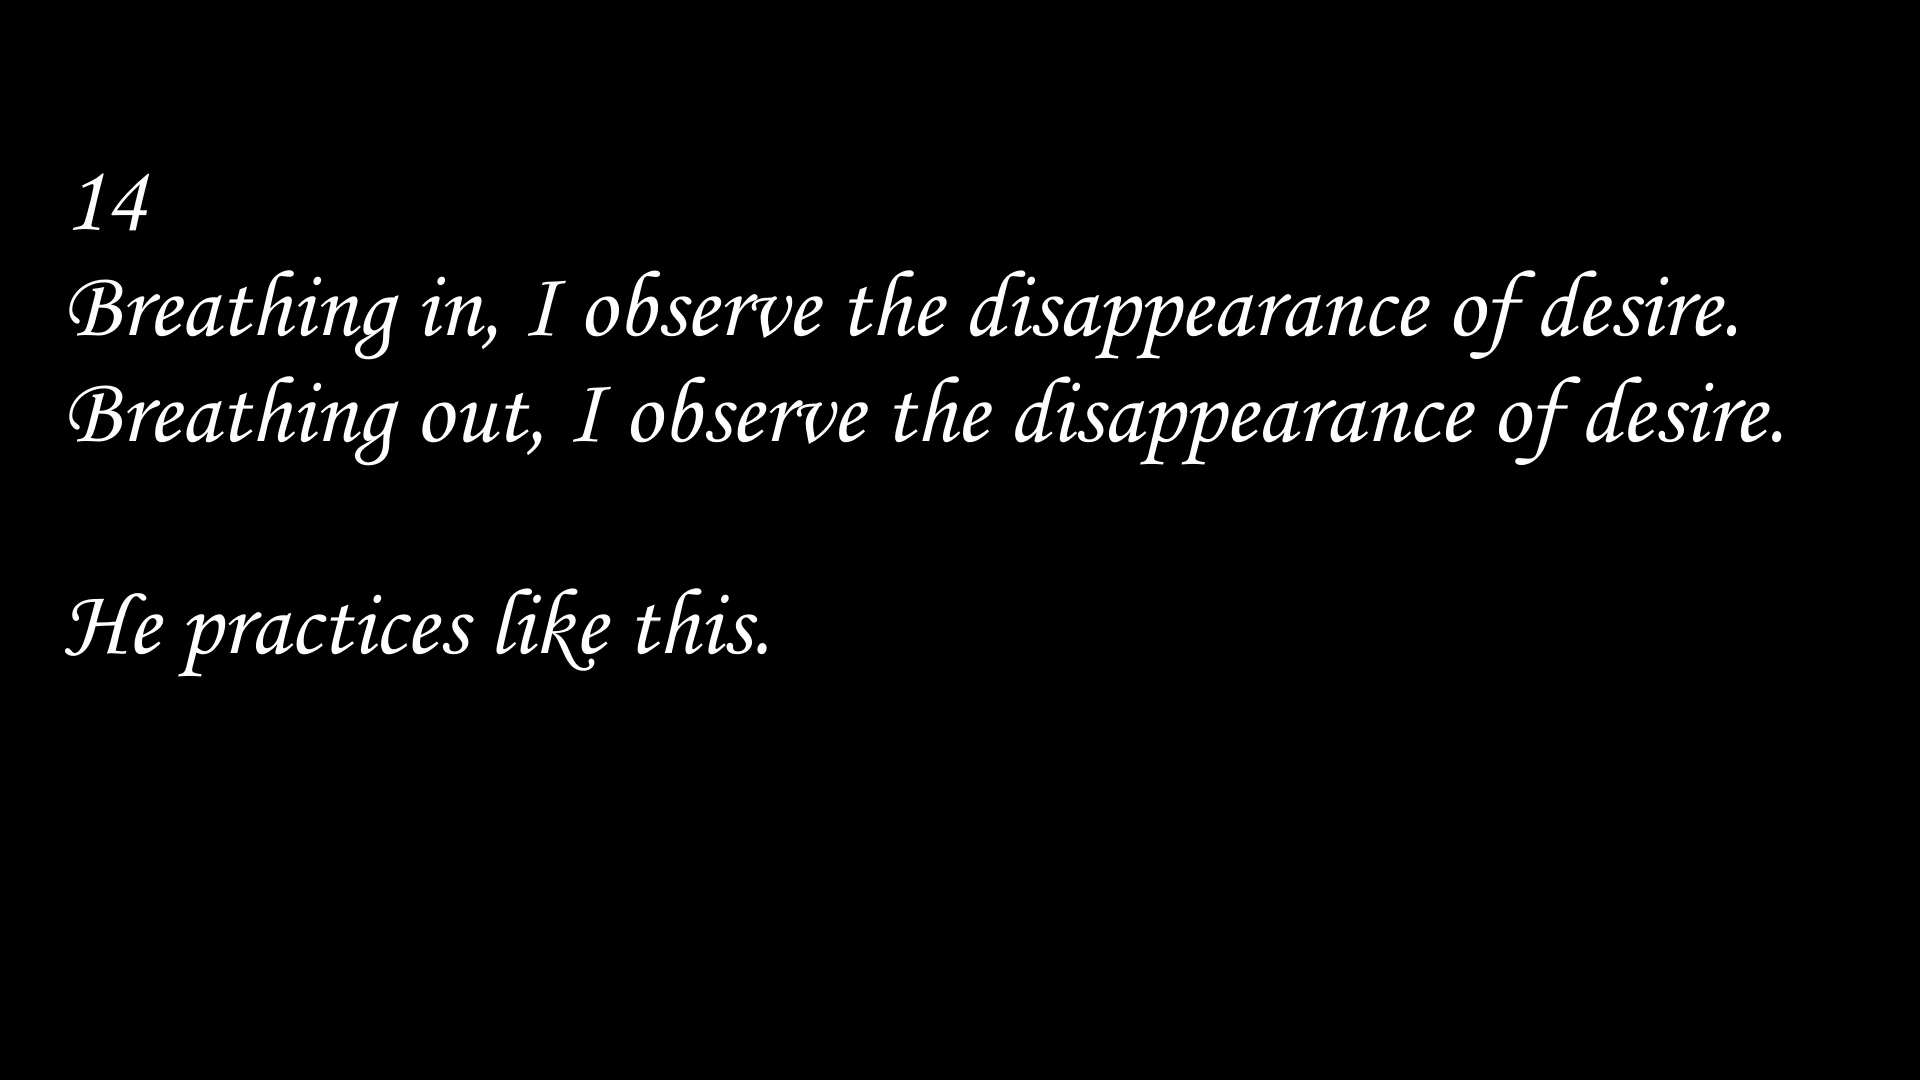 14
Breathing in, I observe the disappearance of desire.
Breathing out, I observe the disappearance of desire.
He practices like this.